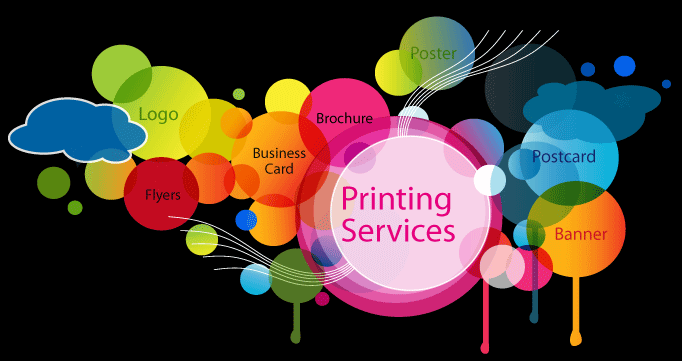 Poster
Logo
Brochure
Business
Card
Postcard
Flyers
Printing
Services
Banner